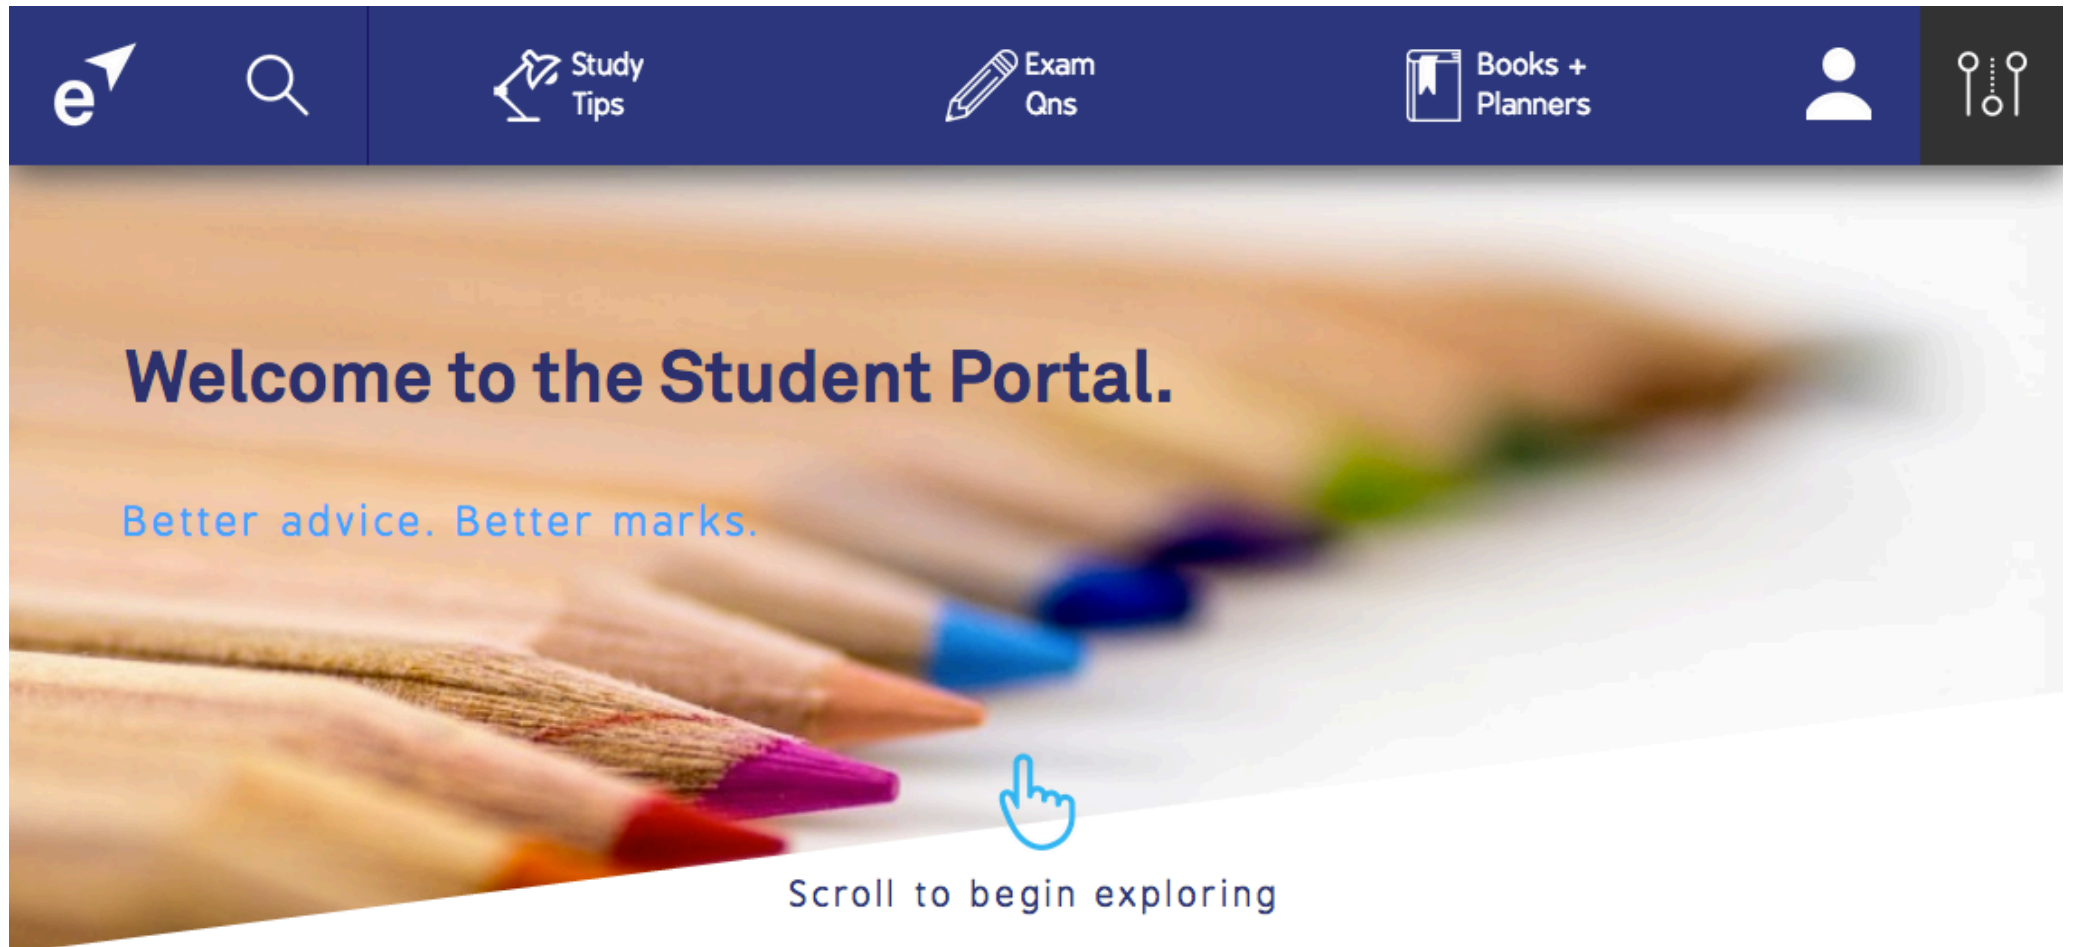 e
Study
Tips
Exam
Qns
Books +
Planners
Welcome to the Student Portal.
Better advice. Better marks.
Scroll to begin exploring